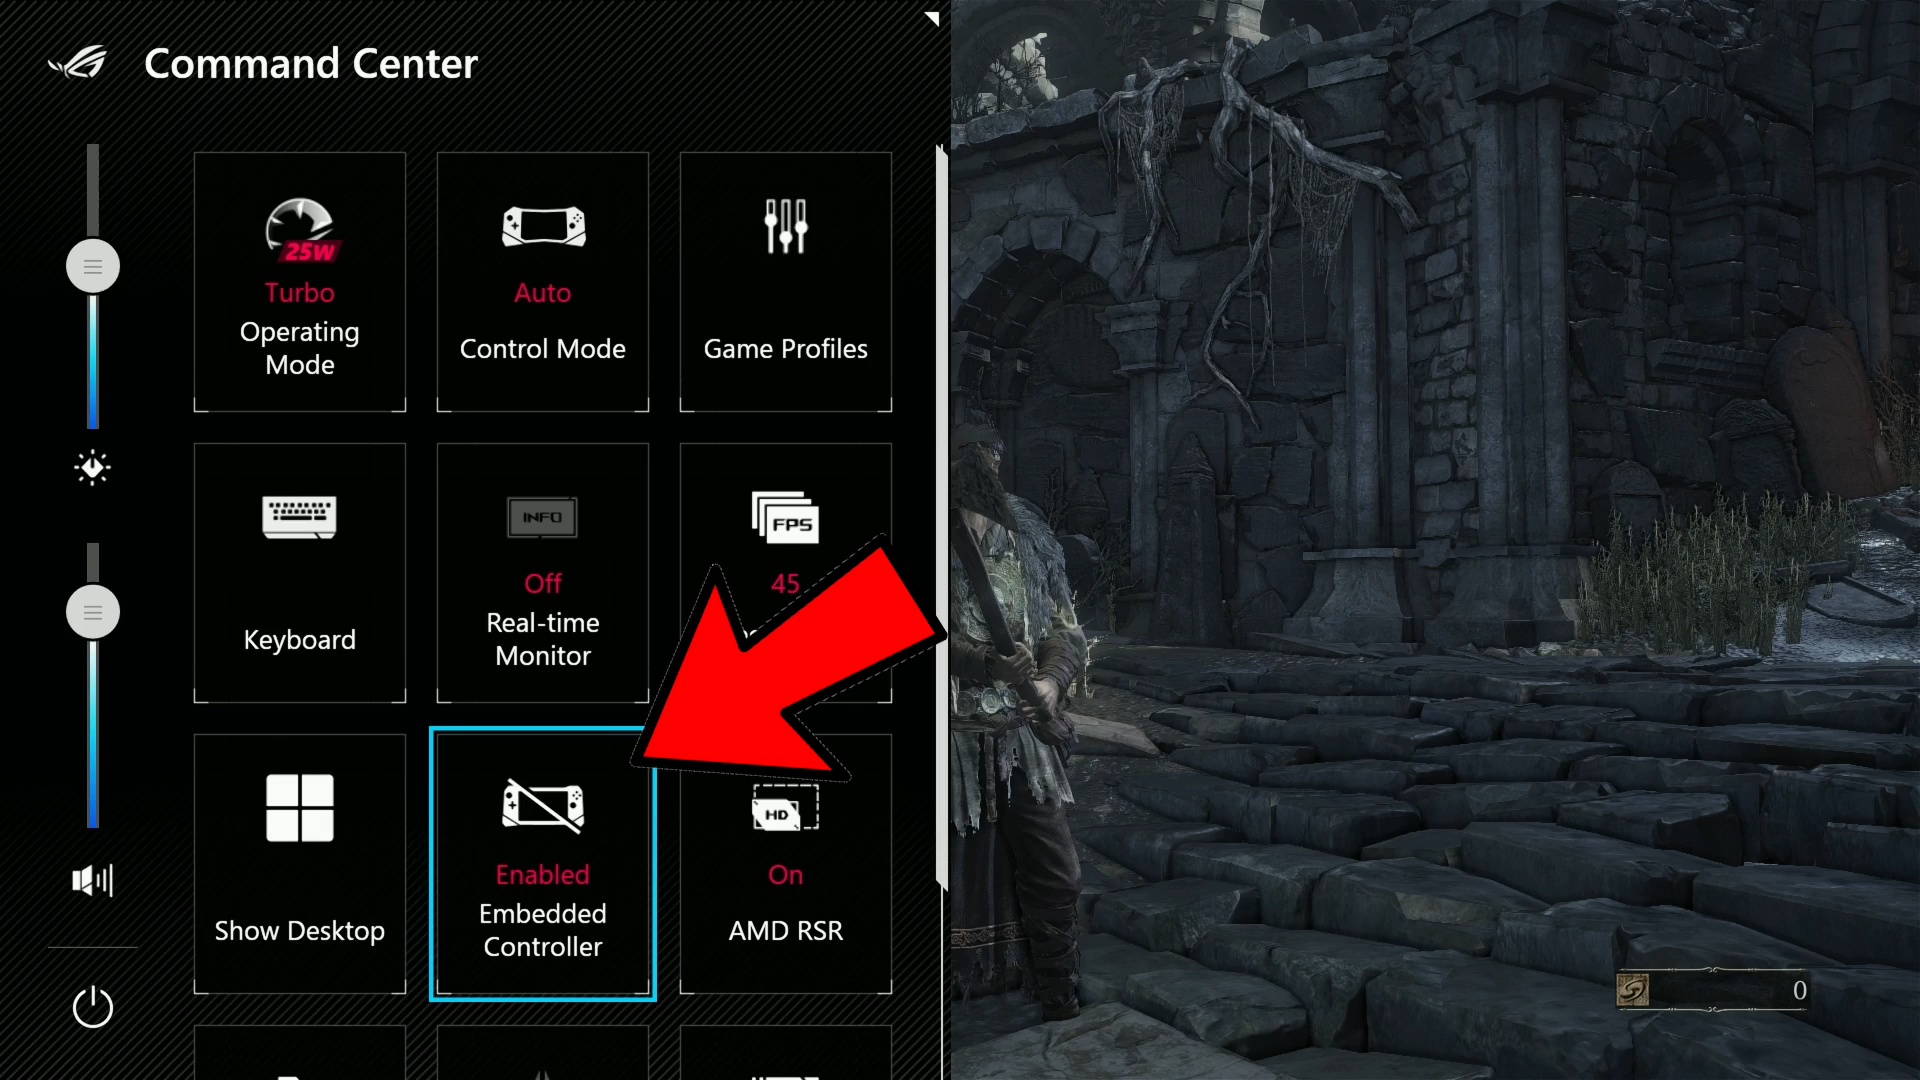 Command Center
25W
Turbo
Operating
Mode
Auto
Control Mode
Game Profiles
Keyboard
INFO
Off
Real-time
Monitor
FPS
45
Show Desktop
Enabled
Embedded
Controller
HD
On
AMD RSR
0